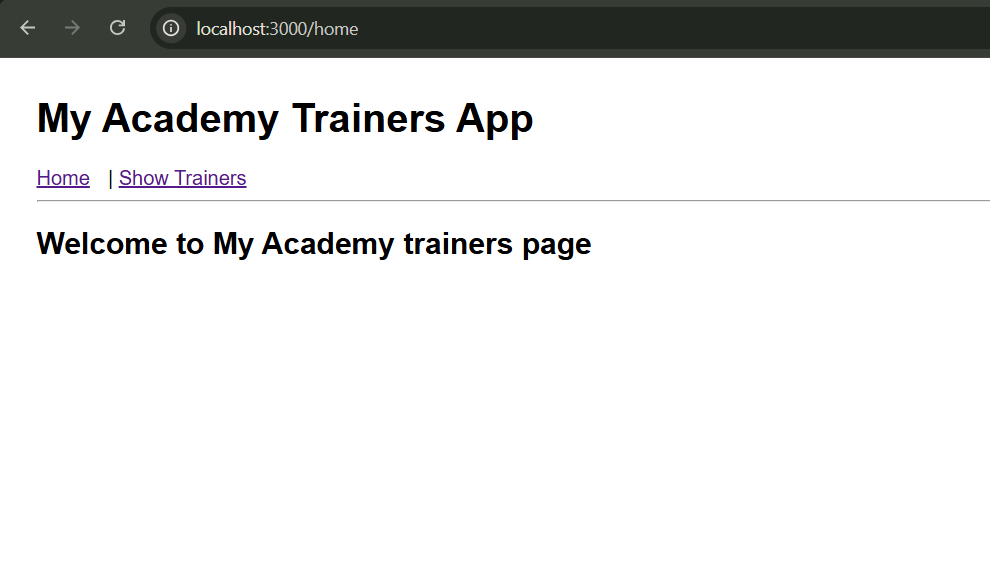 localhost:3000/home
My Academy Trainers App
Home | Show Trainers
Welcome to My Academy trainers page